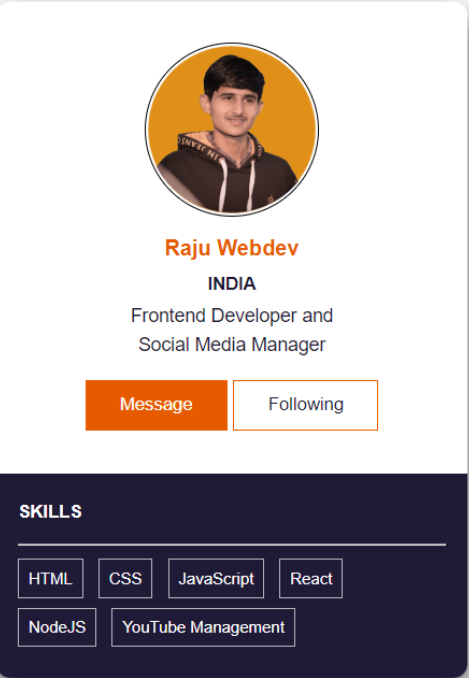 Raju Webdev
INDIA
Frontend Developer and
Social Media Manager
Message Following
SKILLS
HTML CSS JavaScript React
NodeJS YouTube Management